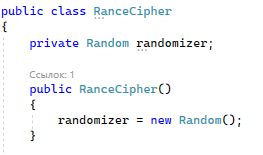 public class RanceCipher
{
private Random randomizer;
Ссылок: 1
public RanceCipher()
{
randomizer = new Random();
}